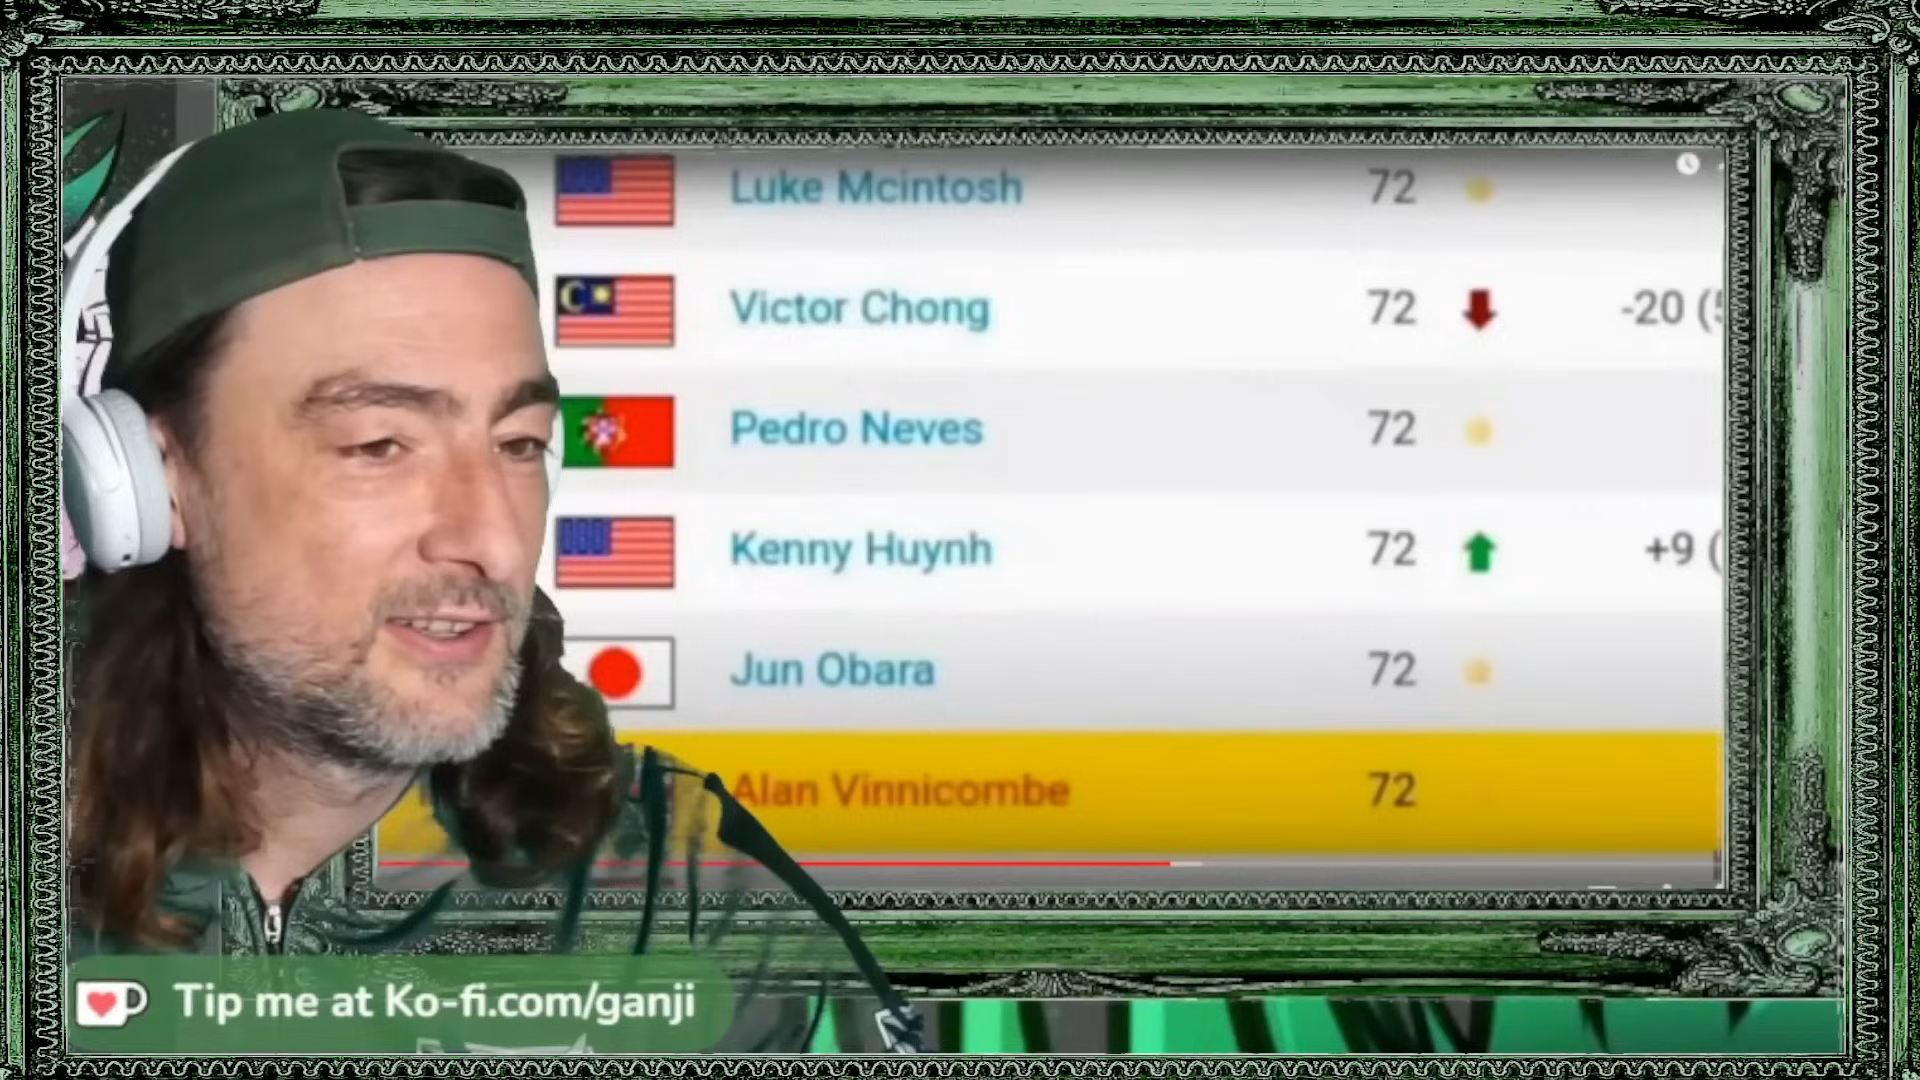 Luke Mcintosh 72
Victor Chong 72 -20 (
Pedro Neves 72
Kenny Huynh 72 +9 (
Jun Obara 72
Alan Vinnicombe 72
Tip me at Ko-fi.com/ganji